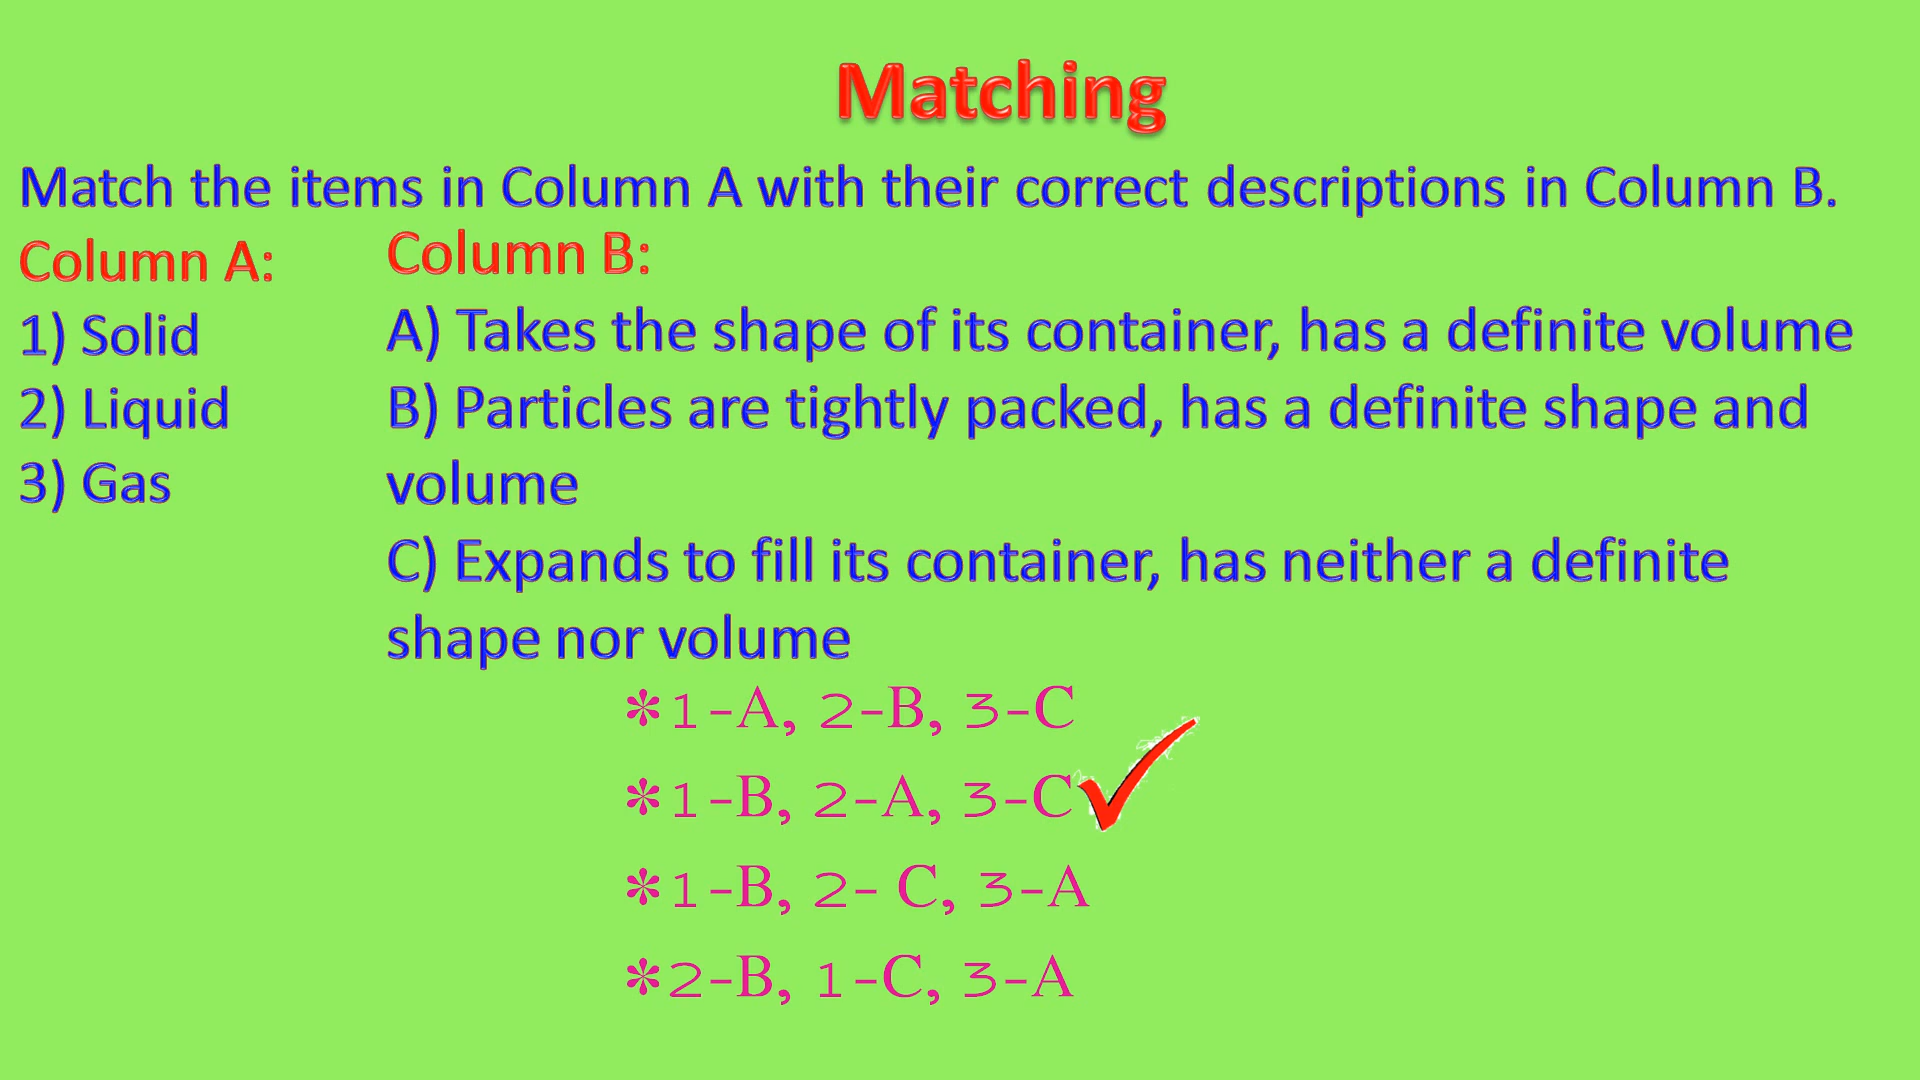 Matching
Match the items in Column A with their correct descriptions in Column B.
Column A:
1) Solid
2) Liquid
3) Gas
Column B:
A) Takes the shape of its container, has a definite volume
B) Particles are tightly packed, has a definite shape and
volume
C) Expands to fill its container, has neither a definite
shape nor volume
*1-A, 2-B, 3-C
*1-B, 2-A, 3-C
*1-B, 2- C, 3-A
*2-B, 1-C, 3-A